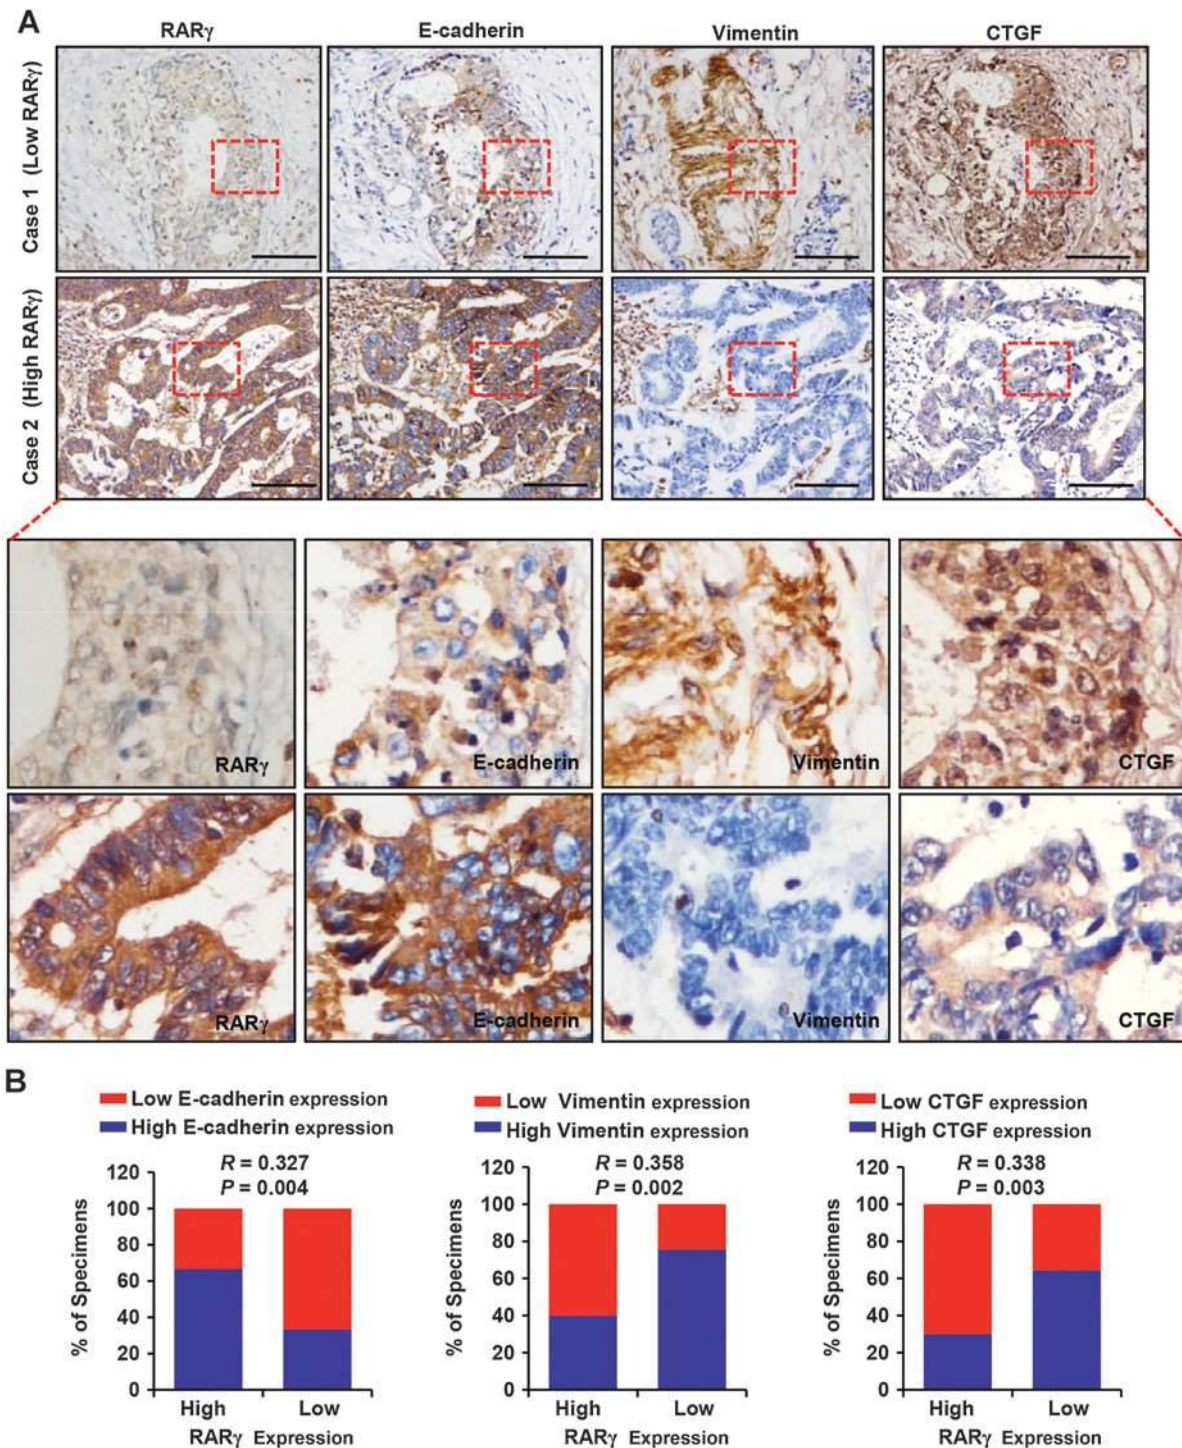 A
RARγ E-cadherin Vimentin CTGF
Case 1 (Low RARγ)
Case 2 (High RARγ)
RARγ E-cadherin Vimentin CTGF
RARγ E-cadherin Vimentin CTGF
B
Low E-cadherin expression
High E-cadherin expression
R = 0.327
P = 0.004
% of Specimens
120
100
80
60
40
20
0
High Low
RARγ Expression
Low Vimentin expression
High Vimentin expression
R = 0.358
P = 0.002
% of Specimens
120
100
80
60
40
20
0
High Low
RARγ Expression
Low CTGF expression
High CTGF expression
R = 0.338
P = 0.003
% of Specimens
120
100
80
60
40
20
0
High Low
RARγ Expression